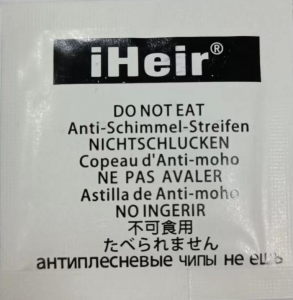 iHeir®
DO NOT EAT
Anti-Schimmel-Streifen
NICHTSCHLUCKEN
Copeau d'Anti-moho
NE PAS AVALER
Astilla de Anti-moho
NO INGERIR
不可食用
たべられません
антиплесневые чипы не ешь